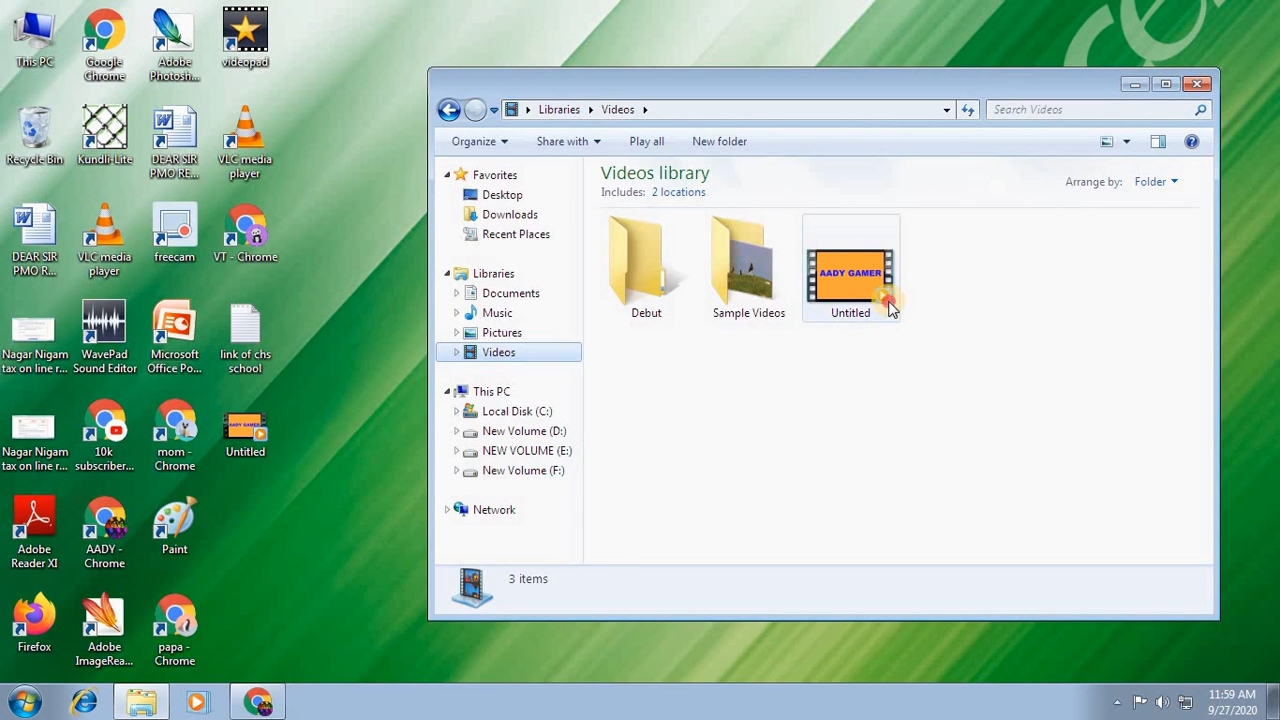 This PC
Google
Chrome
Adobe
Photosh...
videopad
Recycle Bin
Kundli-Lite
DEAR SIR
PMO RE...
VLC media
player
DEAR SIR
PMO R...
VLC media
player
freecam
VT - Chrome
Nagar Nigam
tax on line r...
WavePad
Sound Editor
Microsoft
Office Po...
link of chs
school
Nagar Nigam
tax on line r...
10k
subscriber...
mom -
Chrome
AADY GAMER
Untitled
Adobe
Reader XI
AADY -
Chrome
Paint
Firefox
Adobe
ImageRea...
papa -
Chrome
Libraries
Videos
Search Videos
Organize
Share with
Play all
New folder
Favorites
Desktop
Downloads
Recent Places
Libraries
Documents
Music
Pictures
Videos
This PC
Local Disk (C:)
New Volume (D:)
NEW VOLUME (E:)
New Volume (F:)
Network
Videos library
Includes: 2 locations
Arrange by: Folder
Debut
Sample Videos
AADY GAMER
Untitled
3 items
11:59 AM
9/27/2020